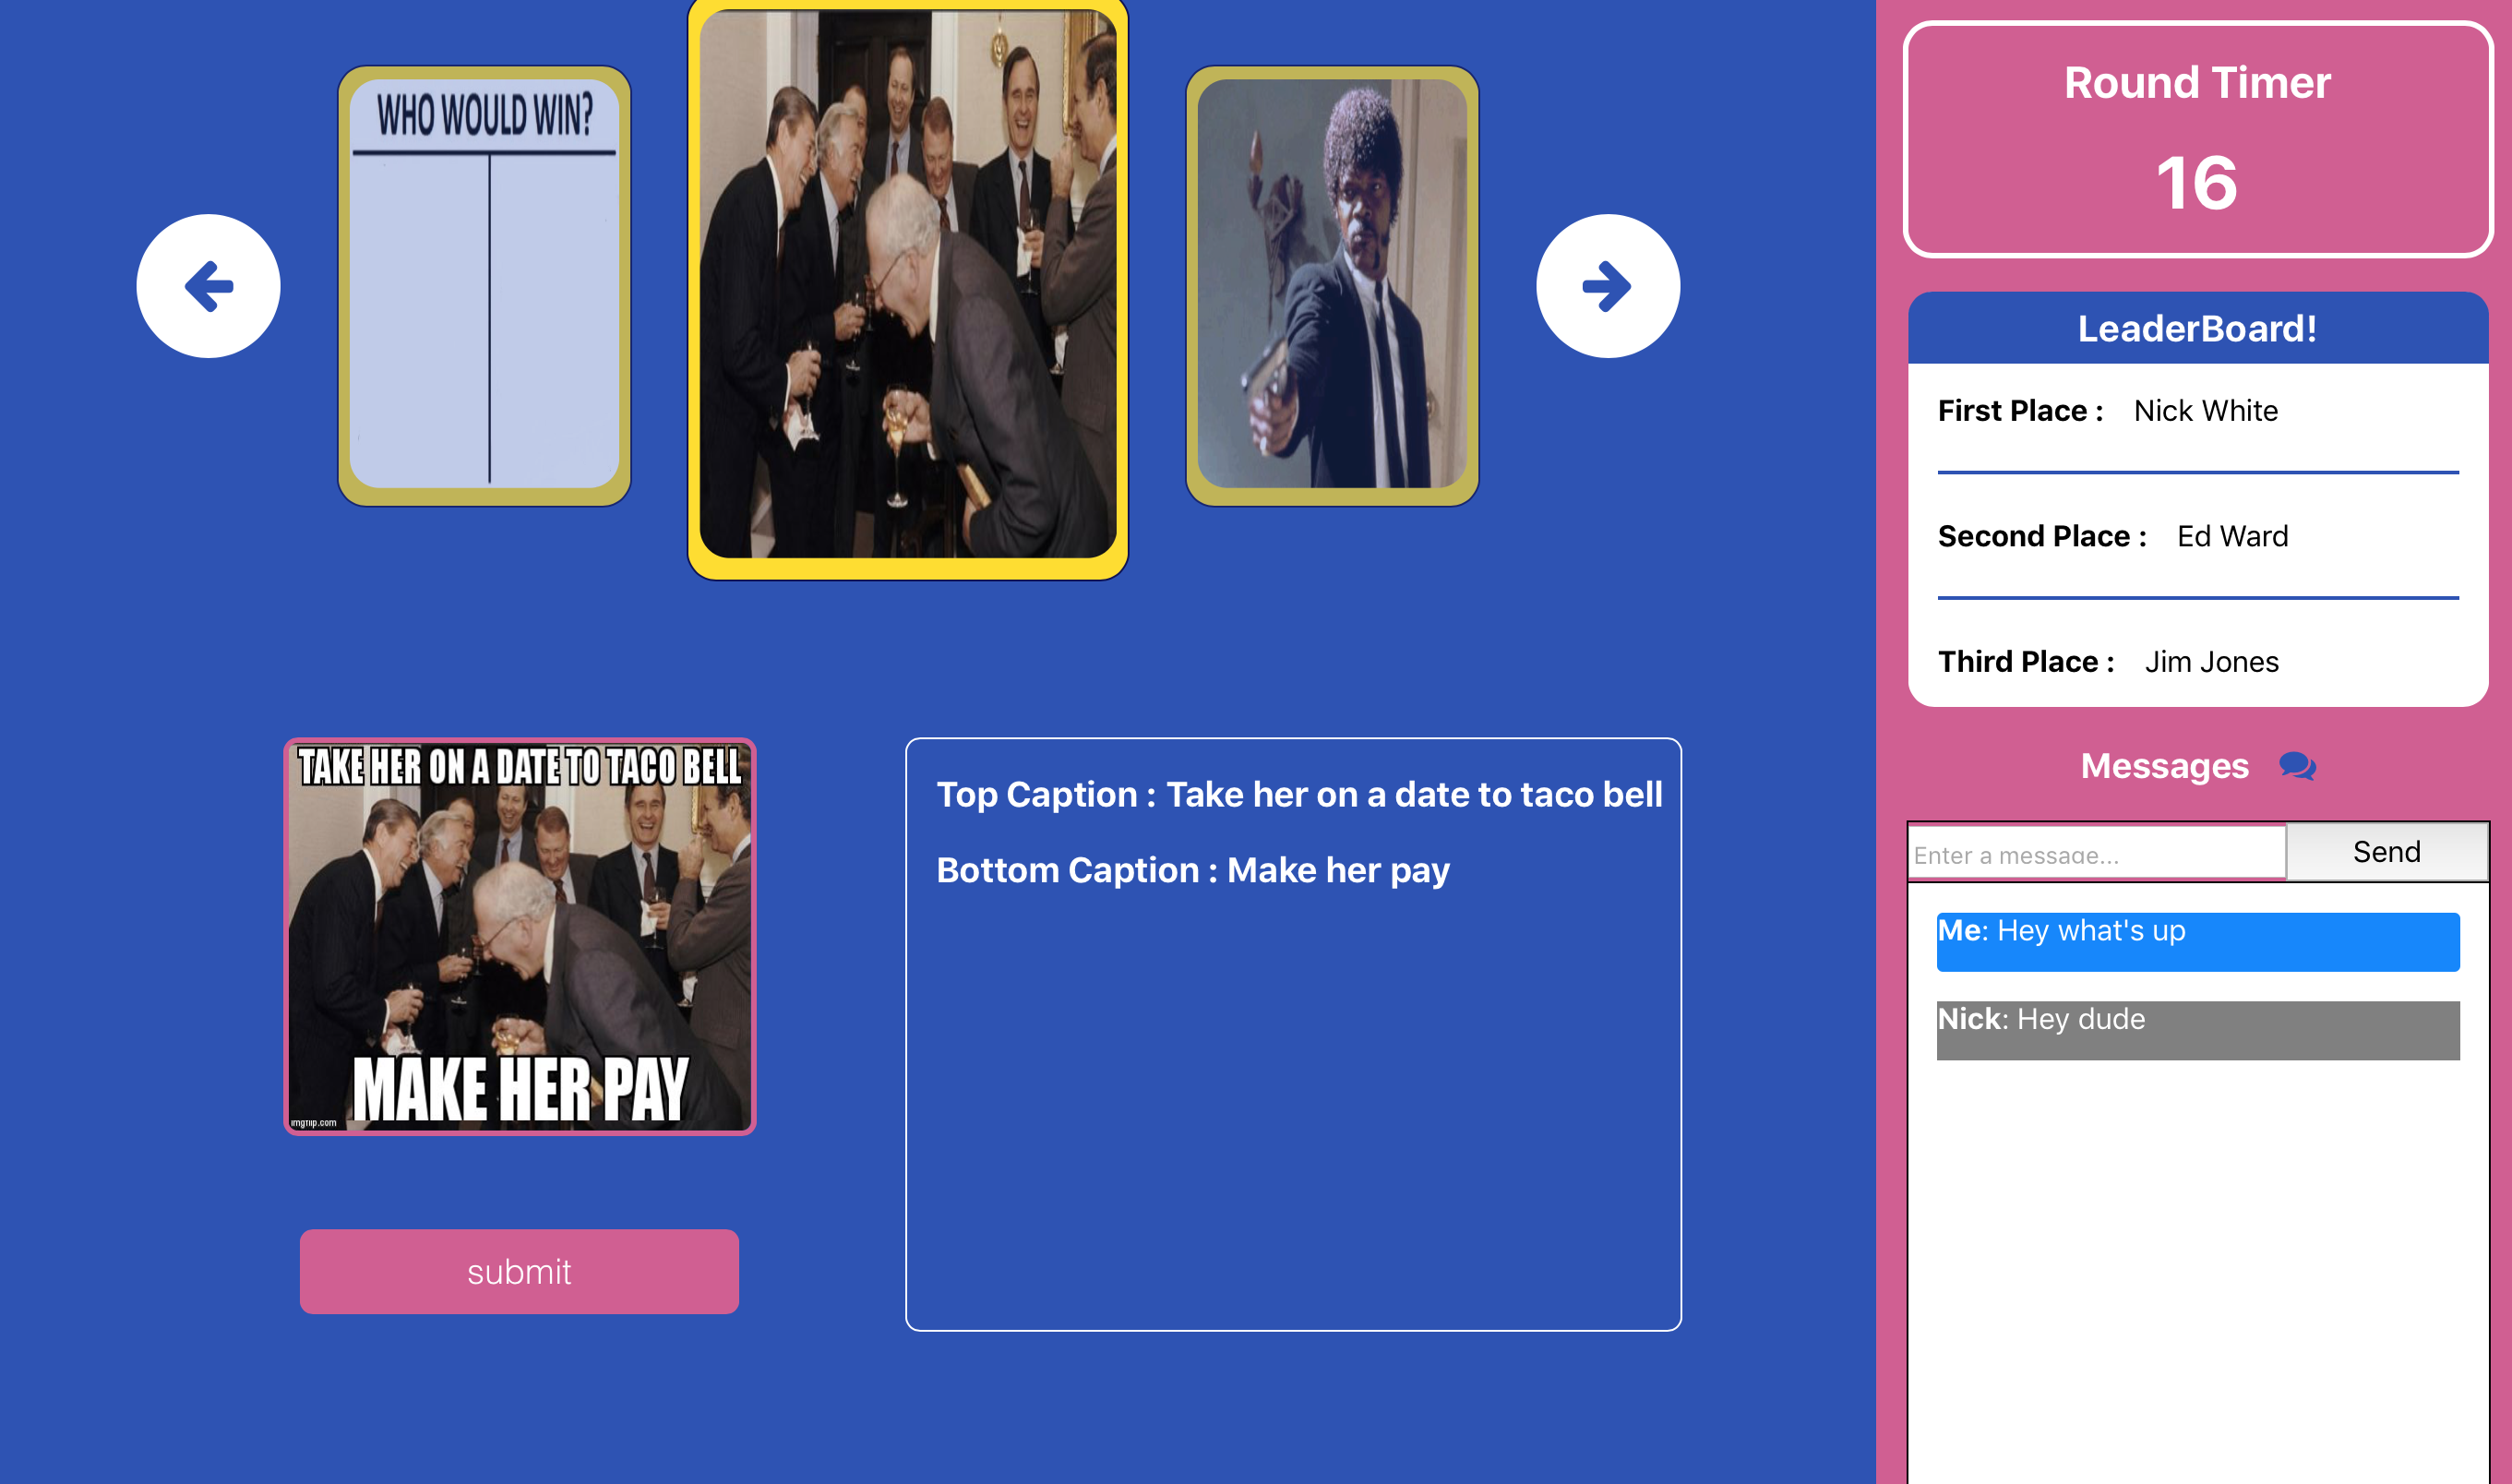 WHO WOULD WIN?
TAKE HER ON A DATE TO TACO BELL
MAKE HER PAY
imgflip.com
submit
Top Caption : Take her on a date to taco bell
Bottom Caption : Make her pay
Round Timer
16
LeaderBoard!
First Place : Nick White
Second Place : Ed Ward
Third Place : Jim Jones
Messages
Enter a message...
Send
Me: Hey what's up
Nick: Hey dude